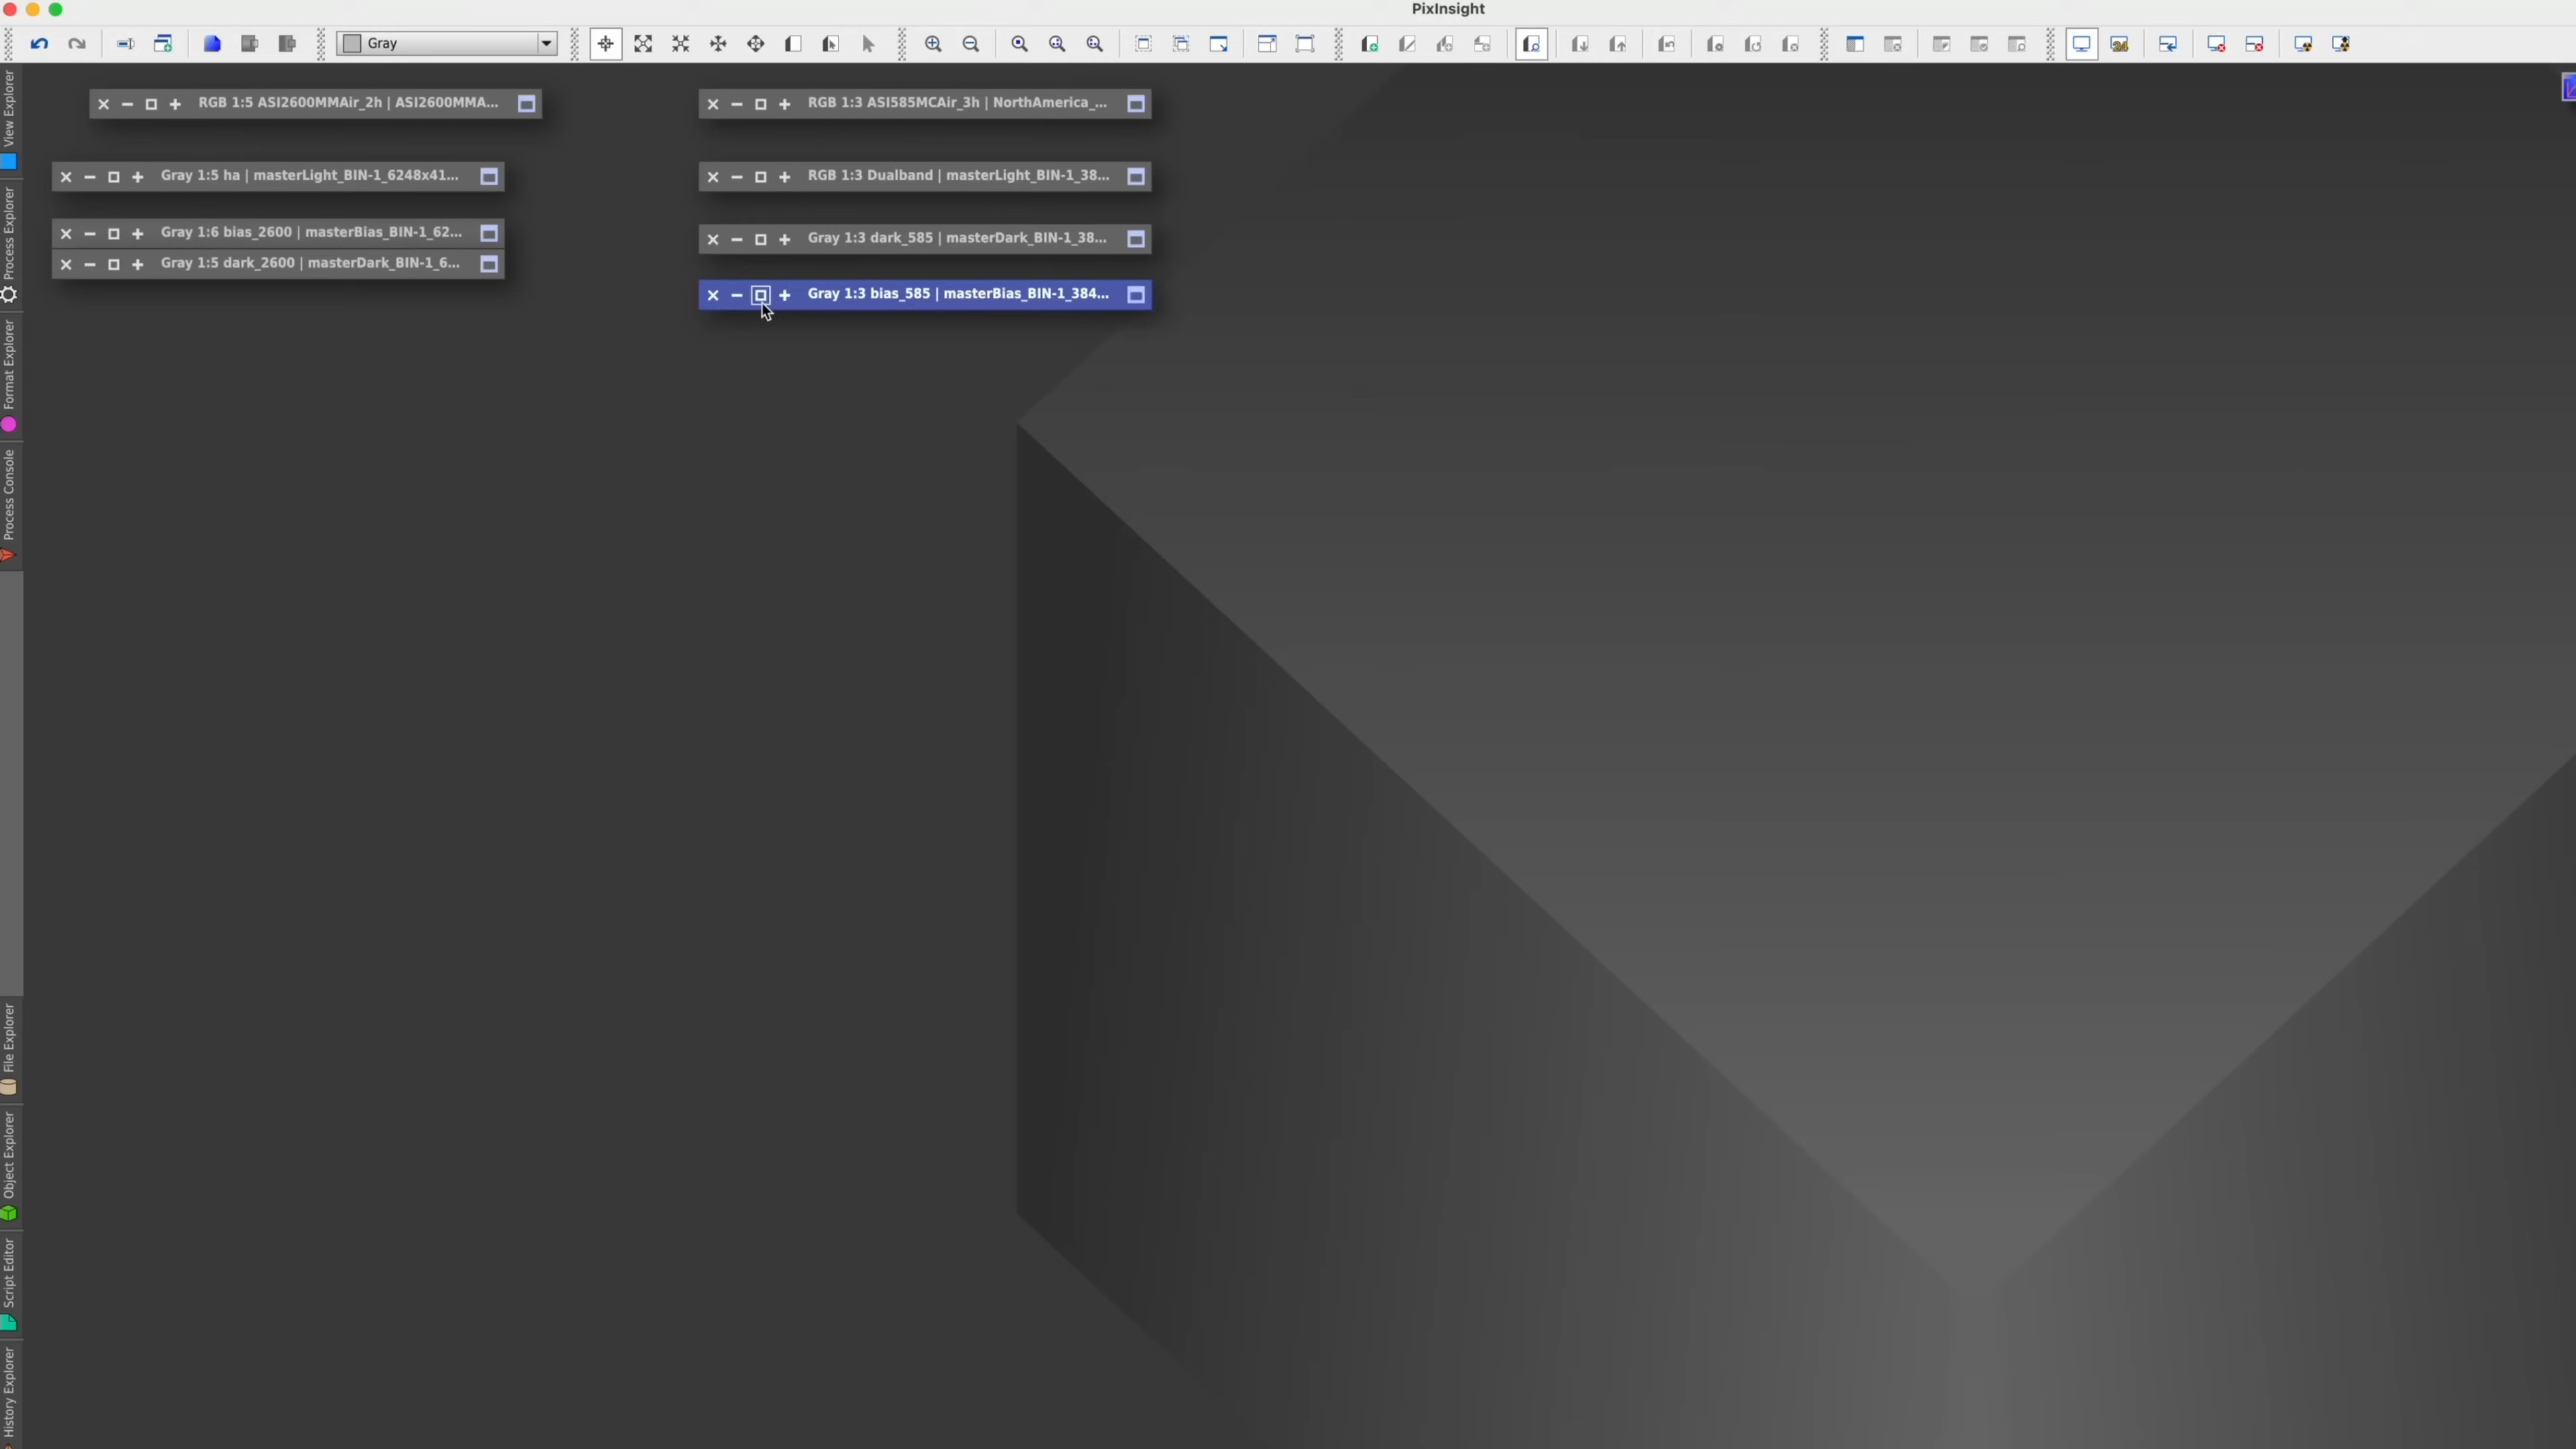 PixInsight
Gray
RGB 1:5 ASI2600MMAir_2h | ASI2600MMA...
RGB 1:3 ASI585MCAir_3h | NorthAmerica_...
Gray 1:5 ha | masterLight_BIN-1_6248x41...
RGB 1:3 Dualband | masterLight_BIN-1_38...
Gray 1:6 bias_2600 | masterBias_BIN-1_62...
Gray 1:3 dark_585 | masterDark_BIN-1_38...
Gray 1:5 dark_2600 | masterDark_BIN-1_6...
Gray 1:3 bias_585 | masterBias_BIN-1_384...
View Explorer
Process Explorer
Format Explorer
Process Console
File Explorer
Object Explorer
Script Editor
History Explorer